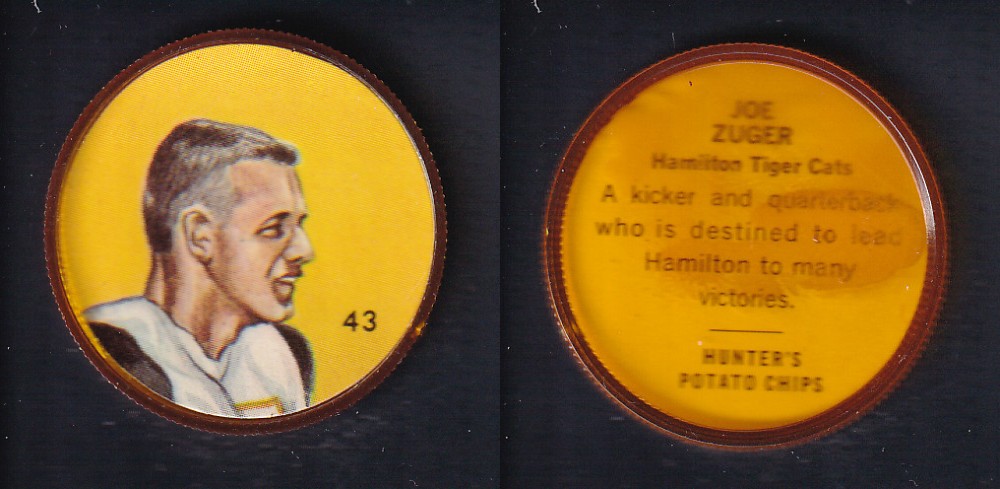 43
JOE
ZUGER
Hamilton Tiger Cats
A kicker and quarterback
who is destined to lead
Hamilton to many
victories.
HUNTER'S
POTATO CHIPS